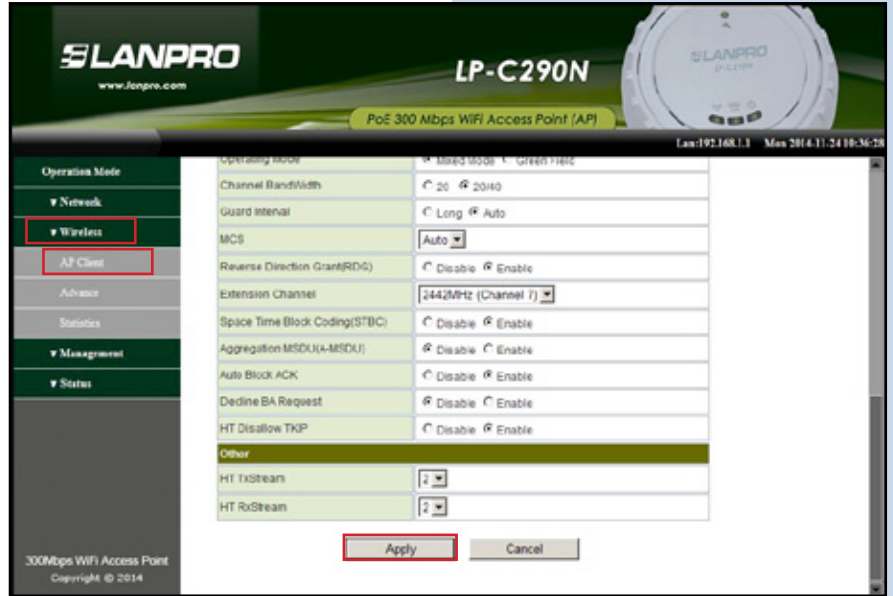 LANPRO
www.lanpro.com
LP-C290N
PoE 300 Mbps WiFi Access Point (AP)
LANPRO
LP-C290N
Lan:192.168.1.1 Mon 2014-11-24 10:36:28
Operation Mode
▼ Network
▼ Wireless
AP Client
Advance
Statistics
▼ Management
▼ Status
300Mbps WiFi Access Point
Copyright © 2014
Operating Mode Mixed Mode Green Field
Channel BandWidth 20 20/40
Guard Interval Long Auto
MCS Auto
Reverse Direction Grant(RDG) Disable Enable
Extension Channel 2442MHz (Channel 7)
Space Time Block Coding(STBC) Disable Enable
Aggregation MSDU(A-MSDU) Disable Enable
Auto Block ACK Disable Enable
Decline BA Request Disable Enable
HT Disallow TKIP Disable Enable
Other
HT TxStream 2
HT RxStream 2
Apply Cancel